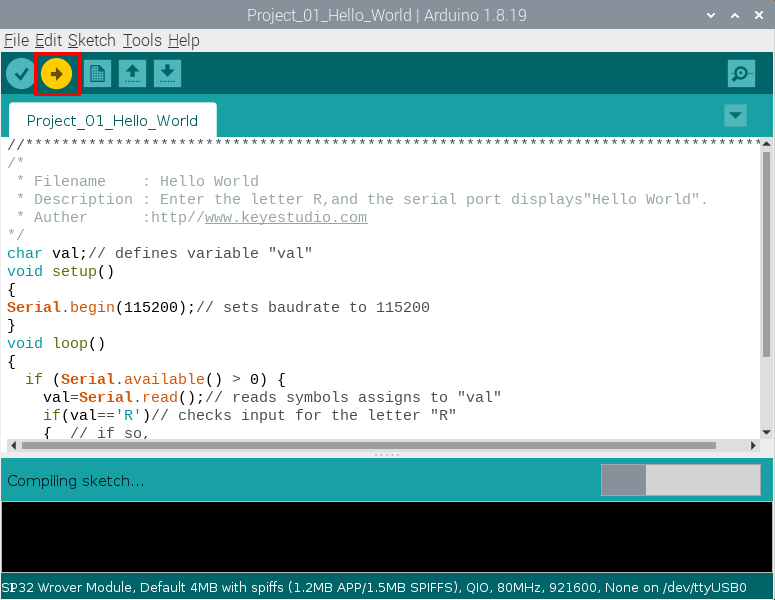 Project_01_Hello_World | Arduino 1.8.19
File Edit Sketch Tools Help
Project_01_Hello_World
//**********************************************************************************
/*
 * Filename    : Hello World
 * Description : Enter the letter R,and the serial port displays"Hello World".
 * Auther      :http//www.keyestudio.com
*/
char val;// defines variable "val"
void setup()
{
Serial.begin(115200);// sets baudrate to 115200
}
void loop()
{
  if (Serial.available() > 0) {
    val=Serial.read();// reads symbols assigns to "val"
    if(val=='R')// checks input for the letter "R"
    {  // if so,
Compiling sketch...
P32 Wrover Module, Default 4MB with spiffs (1.2MB APP/1.5MB SPIFFS), QIO, 80MHz, 921600, None on /dev/ttyUSB0